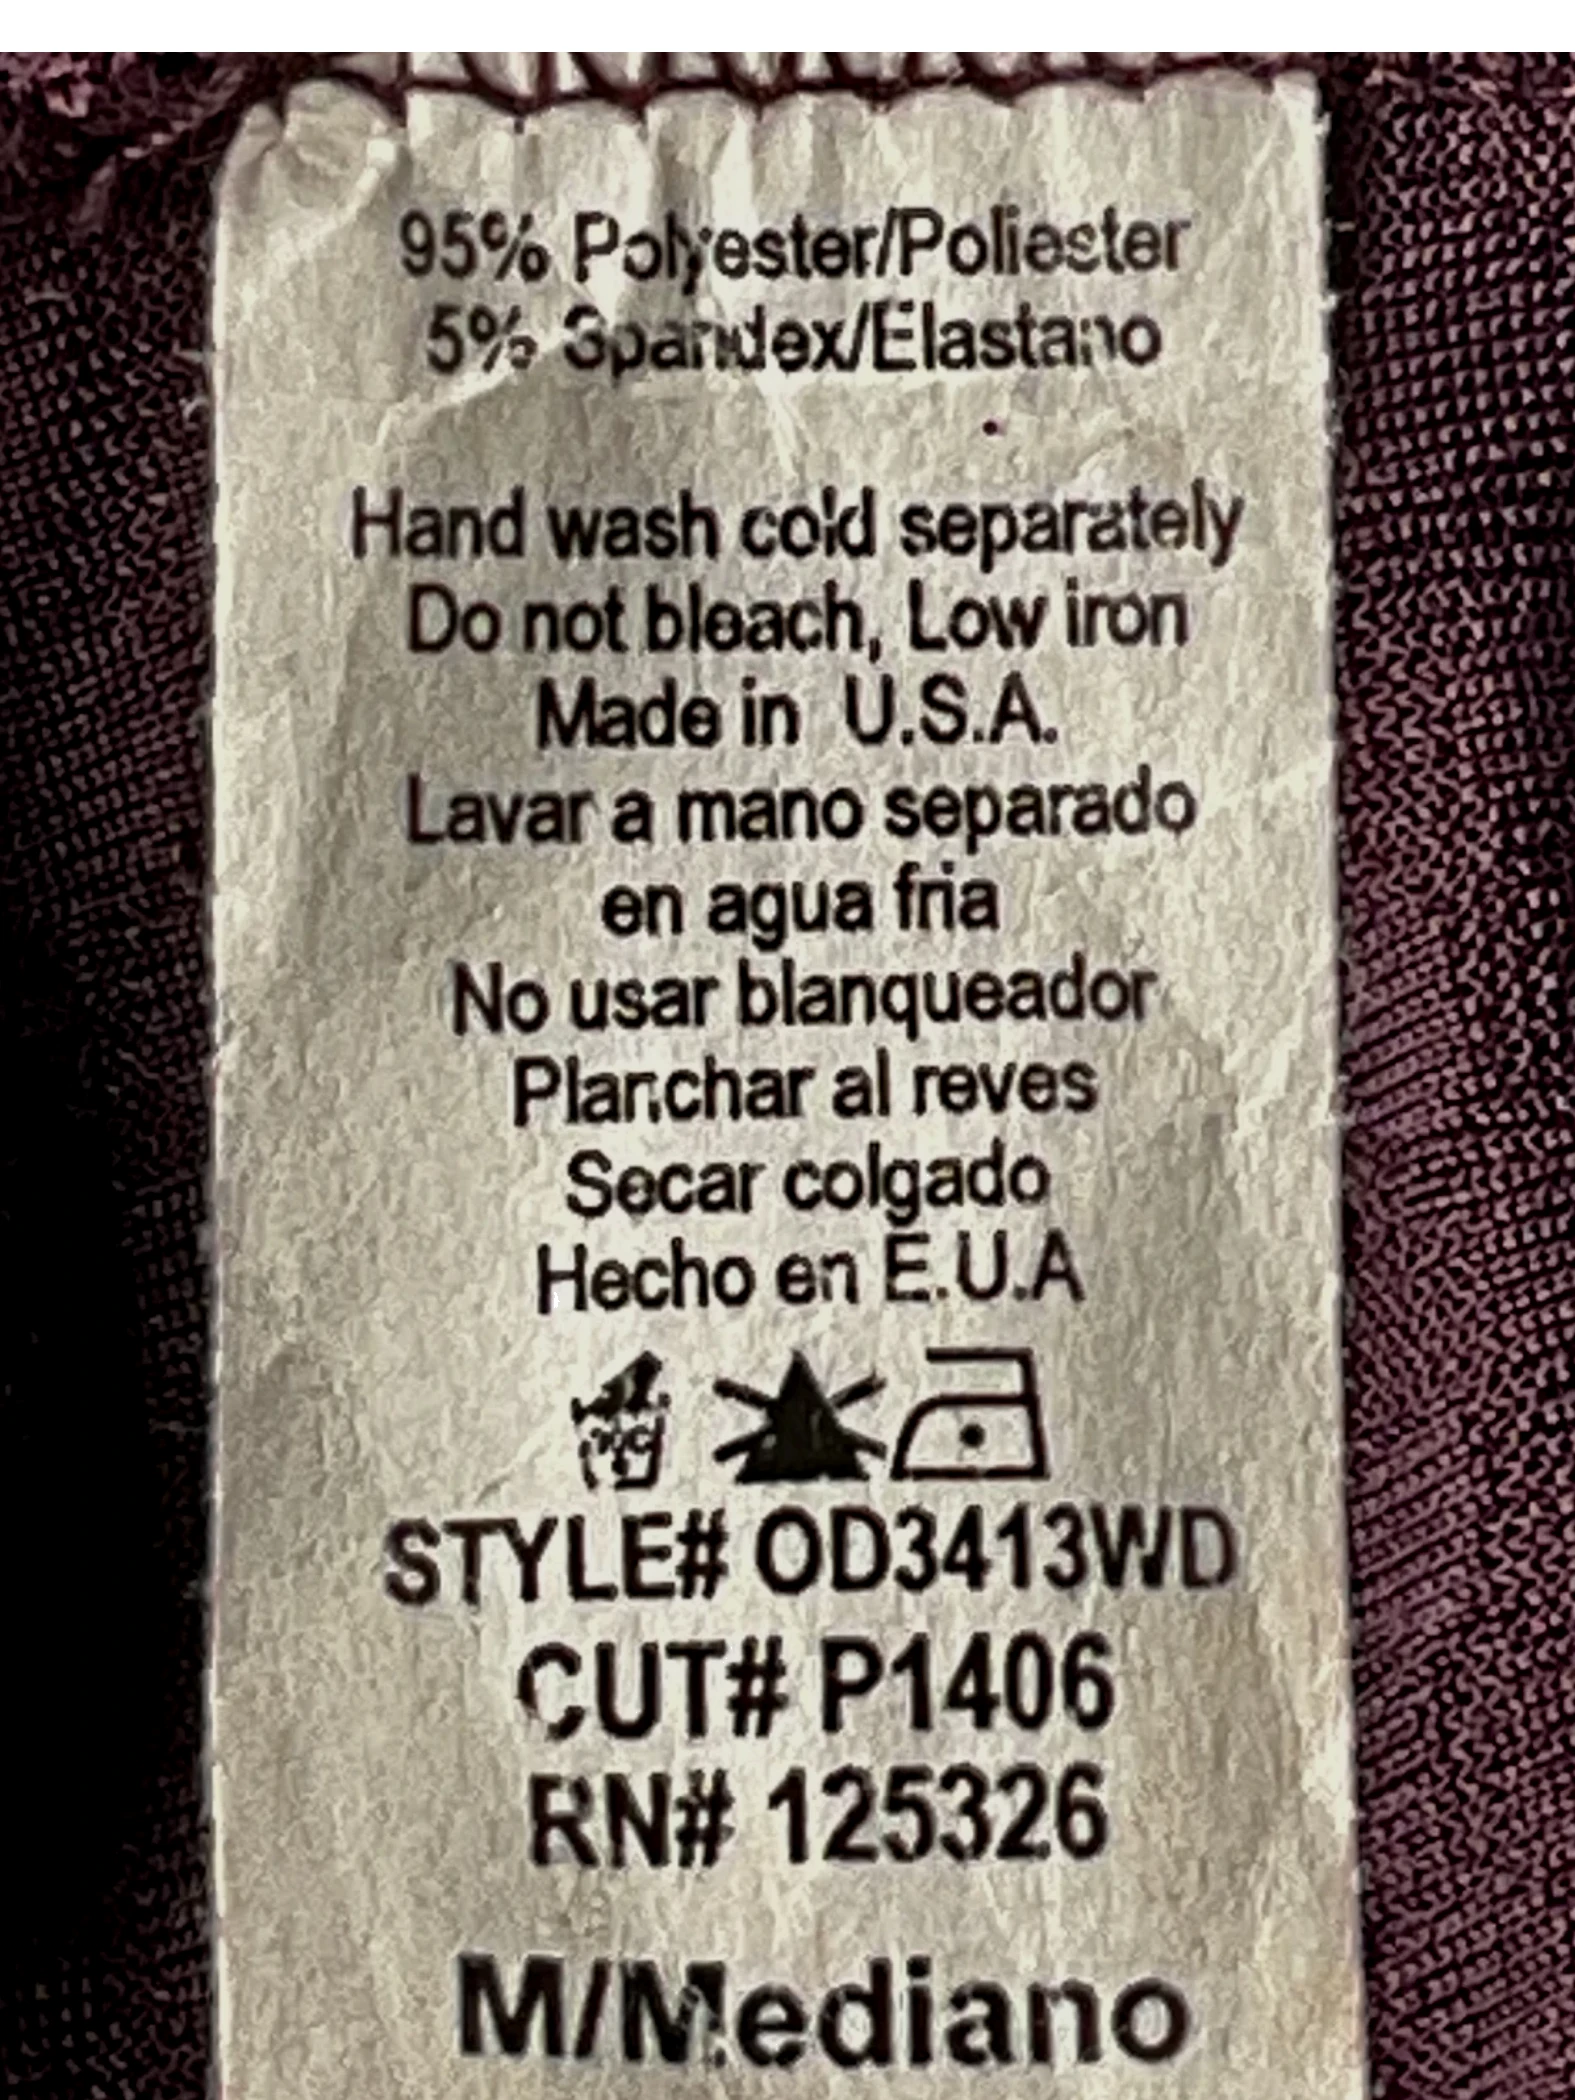 95% Polyester/Poliester
5% Spandex/Elastano
Hand wash cold separately
Do not bleach, Low iron
Made in U.S.A.
Lavar a mano separado
en agua fria
No usar blanqueador
Planchar al reves
Secar colgado
Hecho en E.U.A
STYLE# OD3413WD
CUT# P1406
RN# 125326
M/Mediano